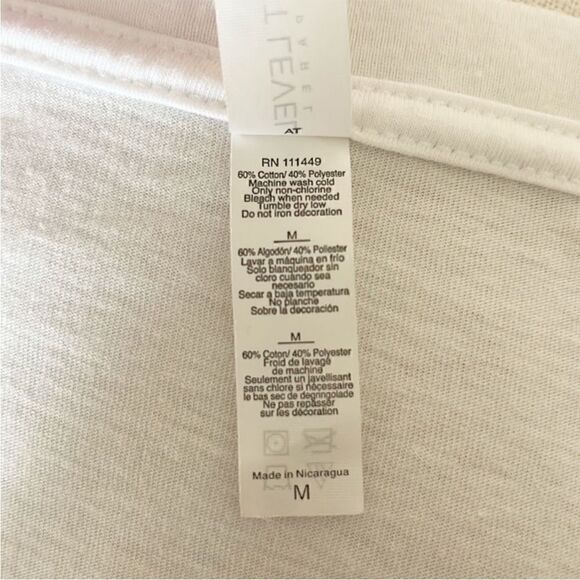 AT
RN 111449
60% Cotton/ 40% Polyester
Machine wash cold
Only non-chlorine
Bleach when needed
Tumble dry low
Do not iron decoration
M
60% Algodón/ 40% Poliester
Lavar a máquina en frío
Solo blanqueador sin
cloro cuando sea
necesario
Secar a baja temperatura
No planche
Sobre la decoración
M
60% Coton/ 40% Polyester
Froid de lavage
de machine
Seulement un javellisant
sans chlore si nécessaire
le bas sec de degringolade
Ne pas repasser
sur les décoration
Made in Nicaragua
M